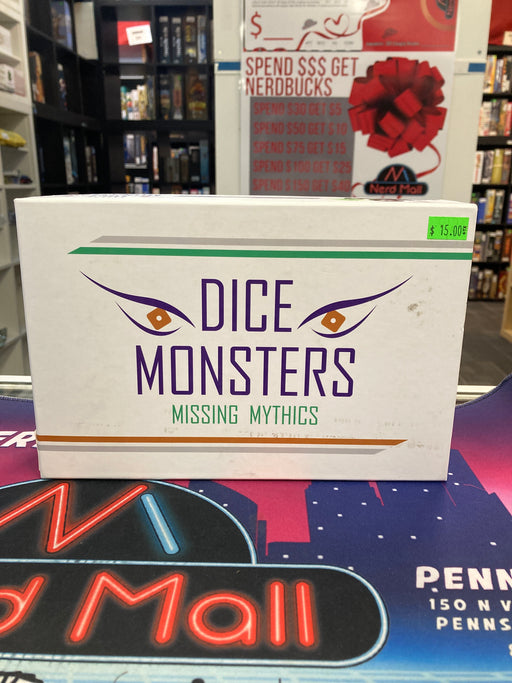 $
SPEND $$$ GET
NERDBUCKS
SPEND $30 GET $5
SPEND $50 GET $10
SPEND $75 GET $15
SPEND $100 GET $25
SPEND $150 GET $40
Nerd Mall
$ 15.00
DICE
MONSTERS
MISSING MYTHICS
ER
d Mall
PENN
150 N V
PENNS